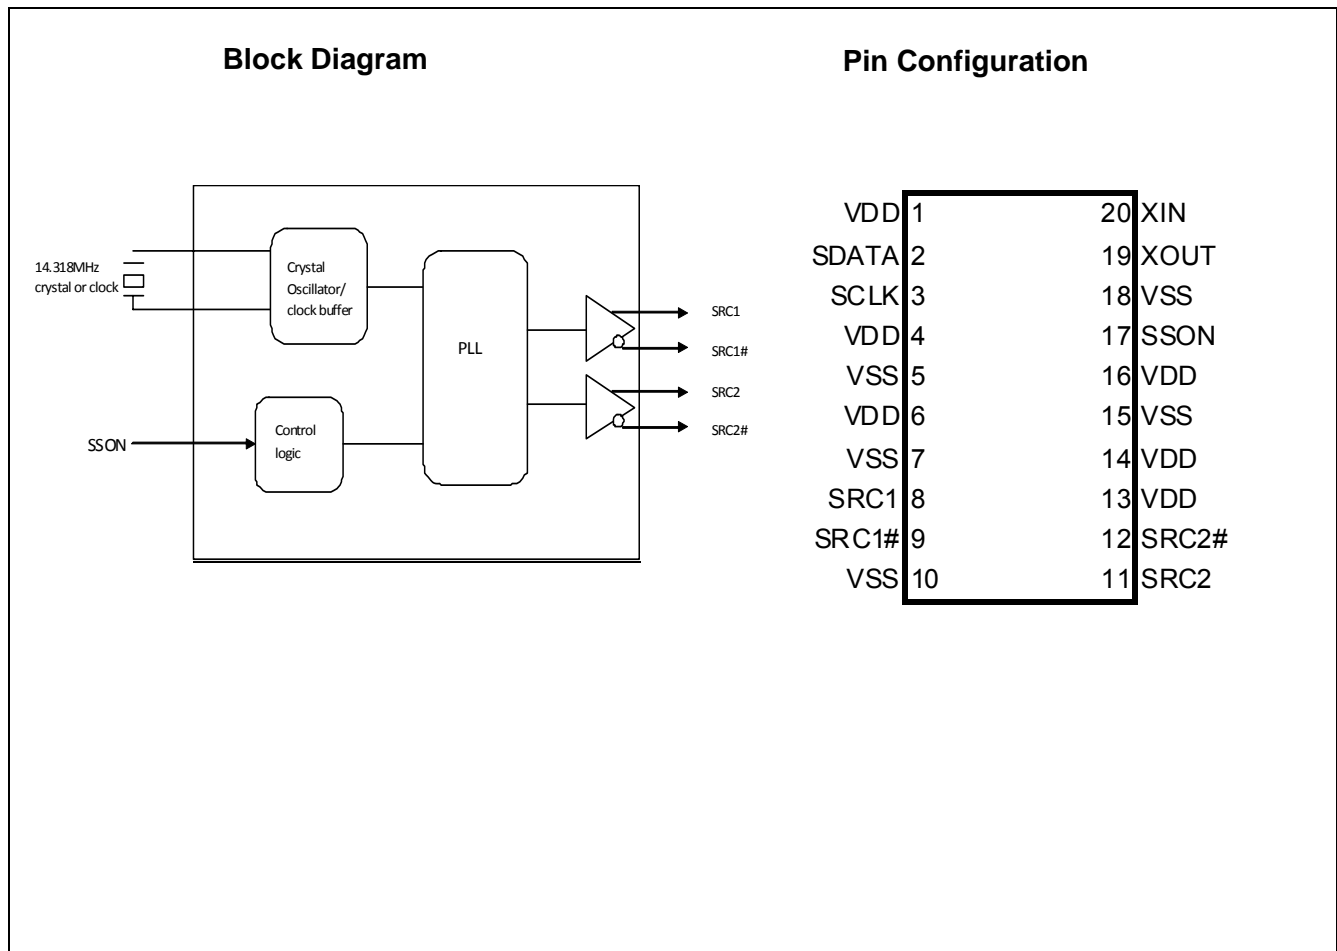 Block Diagram
14.318MHz
crystal or clock
Crystal
Oscillator/
clock buffer
PLL
SRC1
SRC1#
SRC2
SRC2#
SSON
Control
logic
Pin Configuration
VDD 1 20 XIN
SDATA 2 19 XOUT
SCLK 3 18 VSS
VDD 4 17 SSON
VSS 5 16 VDD
VDD 6 15 VSS
VSS 7 14 VDD
SRC1 8 13 VDD
SRC1# 9 12 SRC2#
VSS 10 11 SRC2